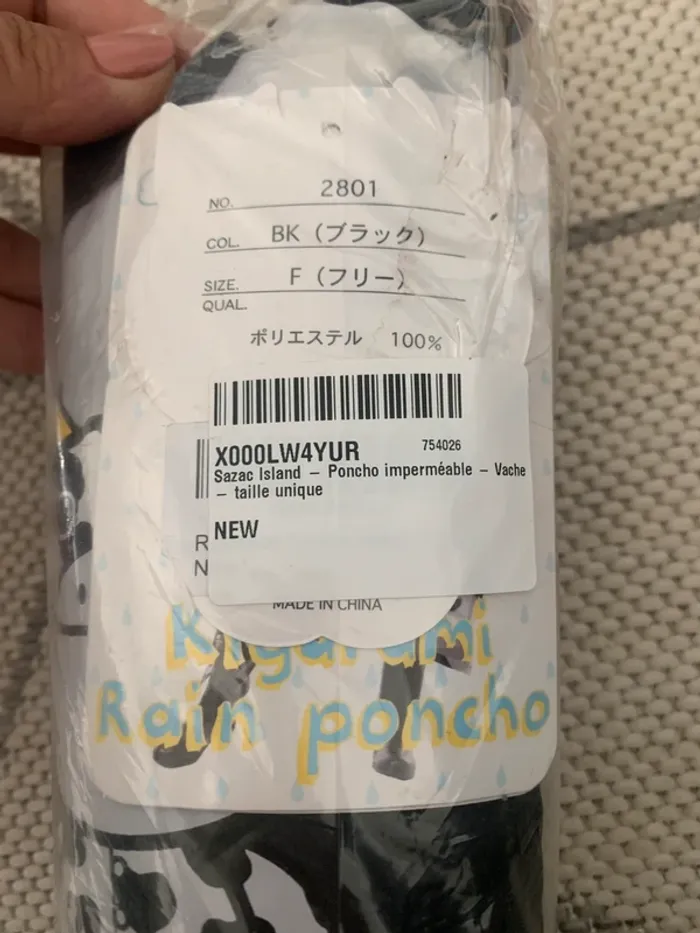 NO. 2801
COL. BK (ブラック)
SIZE. F (フリー)
QUAL.
ポリエステル 100%
X000LW4YUR 754026
Sazac Island – Poncho imperméable – Vache
– taille unique
NEW
R
N
MADE IN CHINA
Kigurumi
Rain poncho